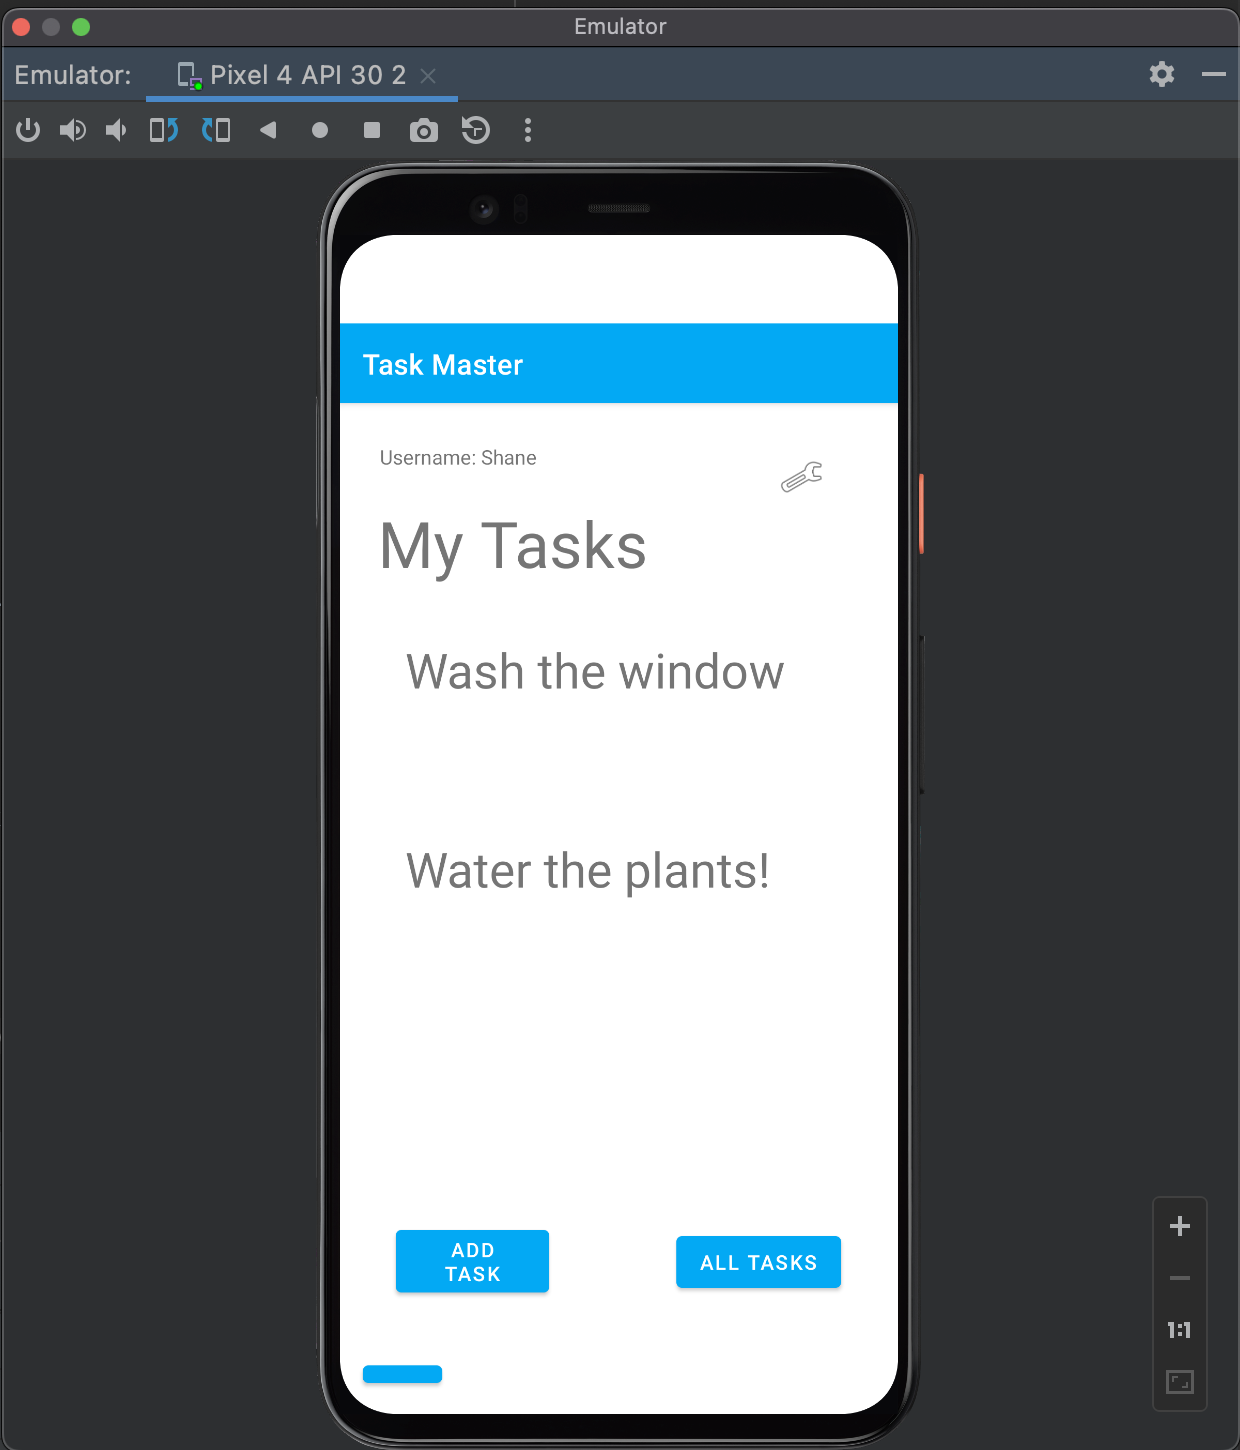 Emulator
Emulator: Pixel 4 API 30 2
Task Master
Username: Shane
My Tasks
Wash the window
Water the plants!
ADD
TASK
ALL TASKS
1:1